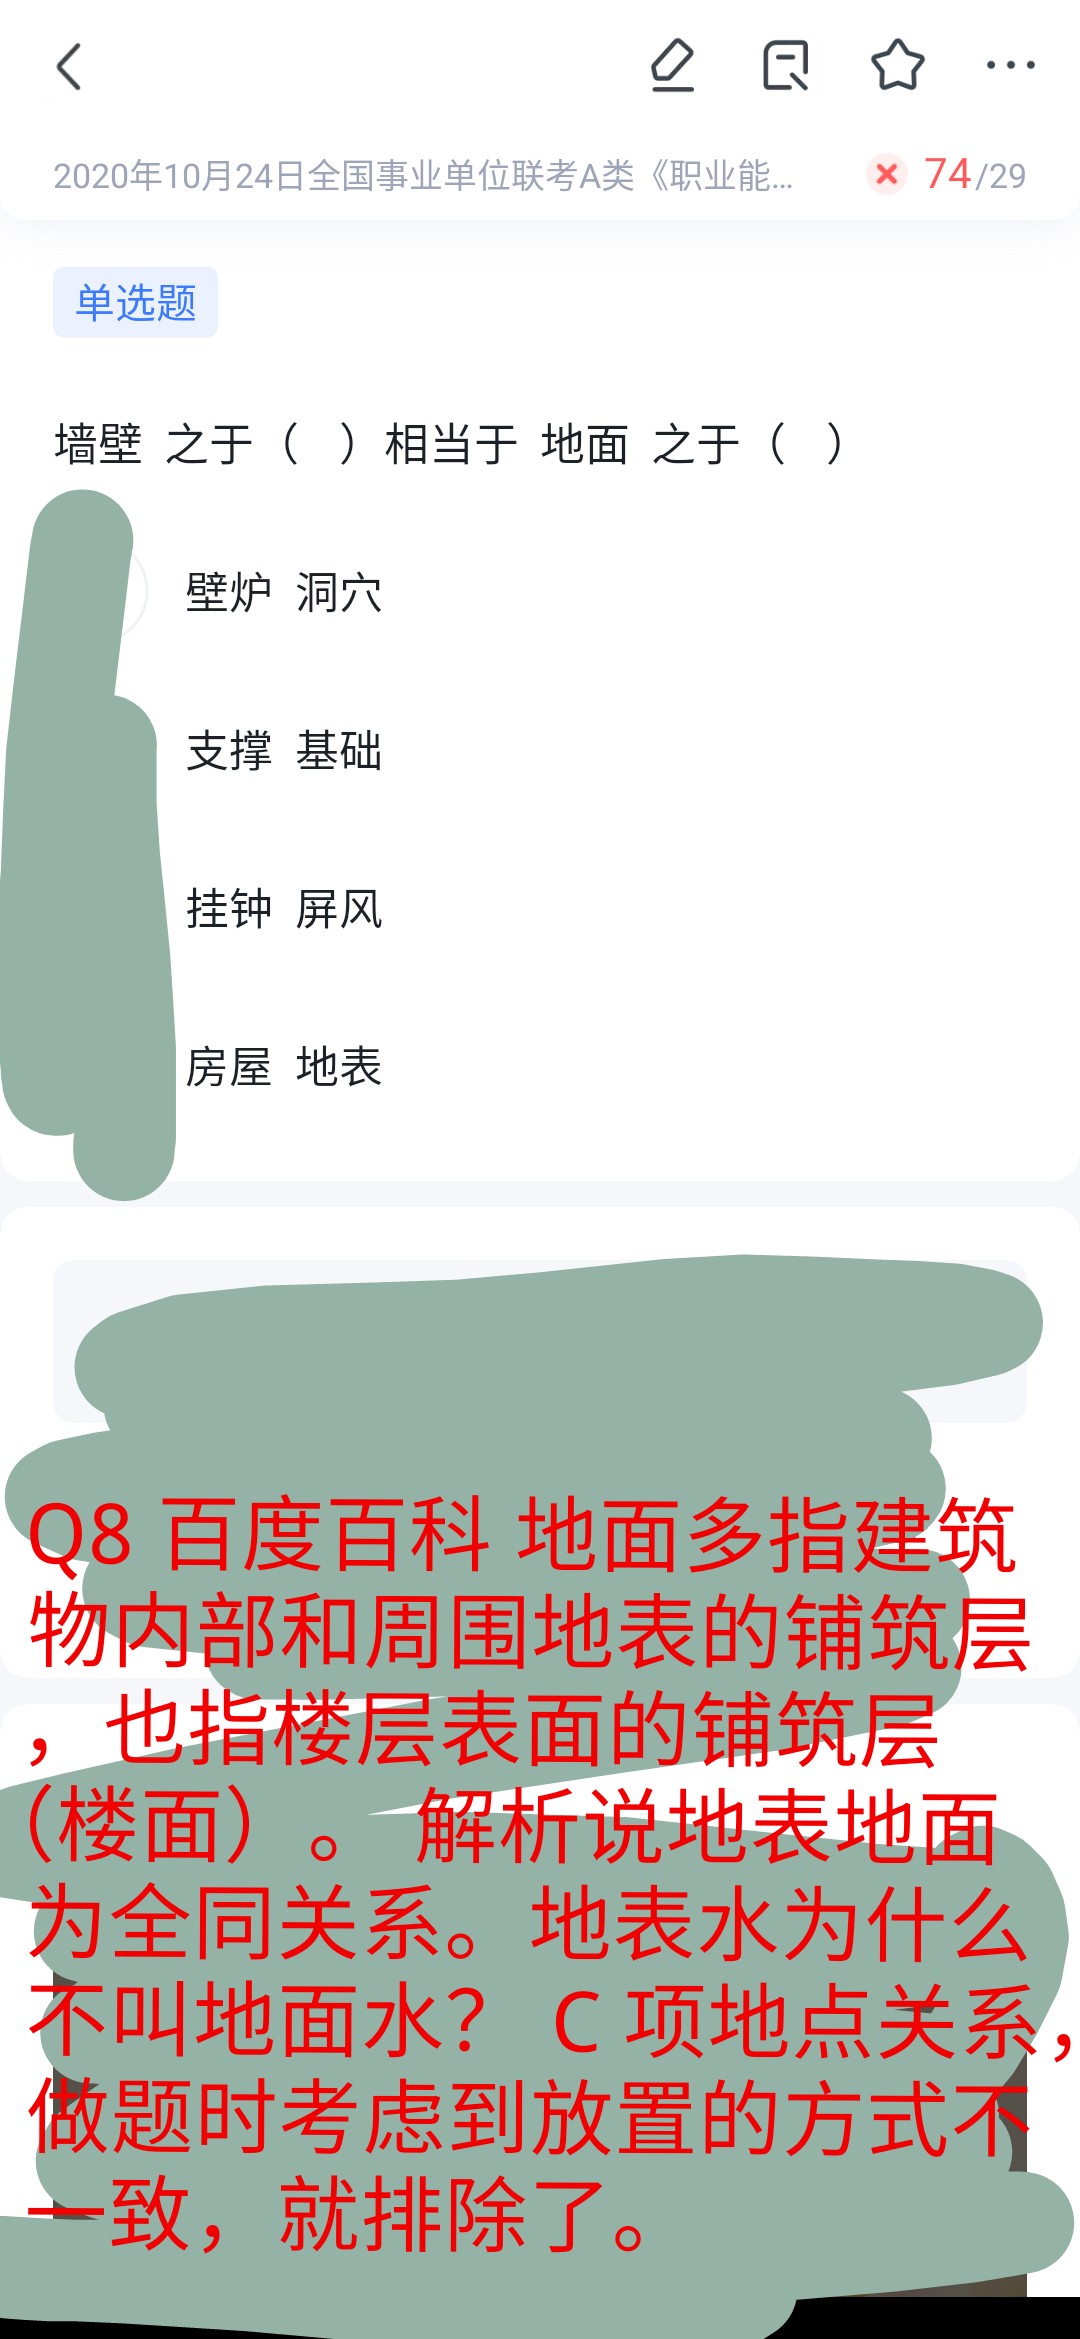 2020年10月24日全国事业单位联考A类《职业能... 74/29
单选题
墙壁 之于（ ）相当于 地面 之于（ ）
壁炉 洞穴
支撑 基础
挂钟 屏风
房屋 地表
Q8 百度百科 地面多指建筑
物内部和周围地表的铺筑层
，也指楼层表面的铺筑层
（楼面）。 解析说地表地面
为全同关系。地表水为什么
不叫地面水？ C 项地点关系，
做题时考虑到放置的方式不
一致，就排除了。